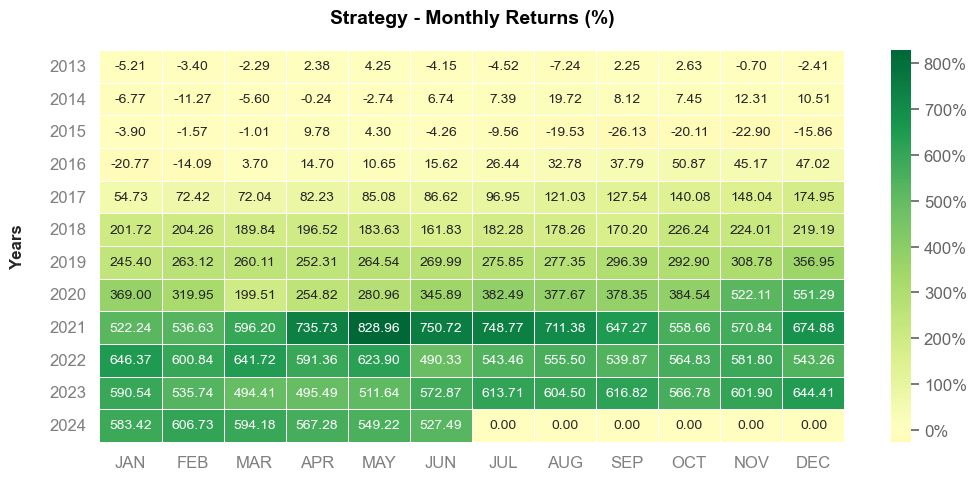 Strategy - Monthly Returns (%)
Years
2013 -5.21 -3.40 -2.29 2.38 4.25 -4.15 -4.52 -7.24 2.25 2.63 -0.70 -2.41
2014 -6.77 -11.27 -5.60 -0.24 -2.74 6.74 7.39 19.72 8.12 7.45 12.31 10.51
2015 -3.90 -1.57 -1.01 9.78 4.30 -4.26 -9.56 -19.53 -26.13 -20.11 -22.90 -15.86
2016 -20.77 -14.09 3.70 14.70 10.65 15.62 26.44 32.78 37.79 50.87 45.17 47.02
2017 54.73 72.42 72.04 82.23 85.08 86.62 96.95 121.03 127.54 140.08 148.04 174.95
2018 201.72 204.26 189.84 196.52 183.63 161.83 182.28 178.26 170.20 226.24 224.01 219.19
2019 245.40 263.12 260.11 252.31 264.54 269.99 275.85 277.35 296.39 292.90 308.78 356.95
2020 369.00 319.95 199.51 254.82 280.96 345.89 382.49 377.67 378.35 384.54 522.11 551.29
2021 522.24 536.63 596.20 735.73 828.96 750.72 748.77 711.38 647.27 558.66 570.84 674.88
2022 646.37 600.84 641.72 591.36 623.90 490.33 543.46 555.50 539.87 564.83 581.80 543.26
2023 590.54 535.74 494.41 495.49 511.64 572.87 613.71 604.50 616.82 566.78 601.90 644.41
2024 583.42 606.73 594.18 567.28 549.22 527.49 0.00 0.00 0.00 0.00 0.00 0.00
JAN FEB MAR APR MAY JUN JUL AUG SEP OCT NOV DEC
800%
700%
600%
500%
400%
300%
200%
100%
0%